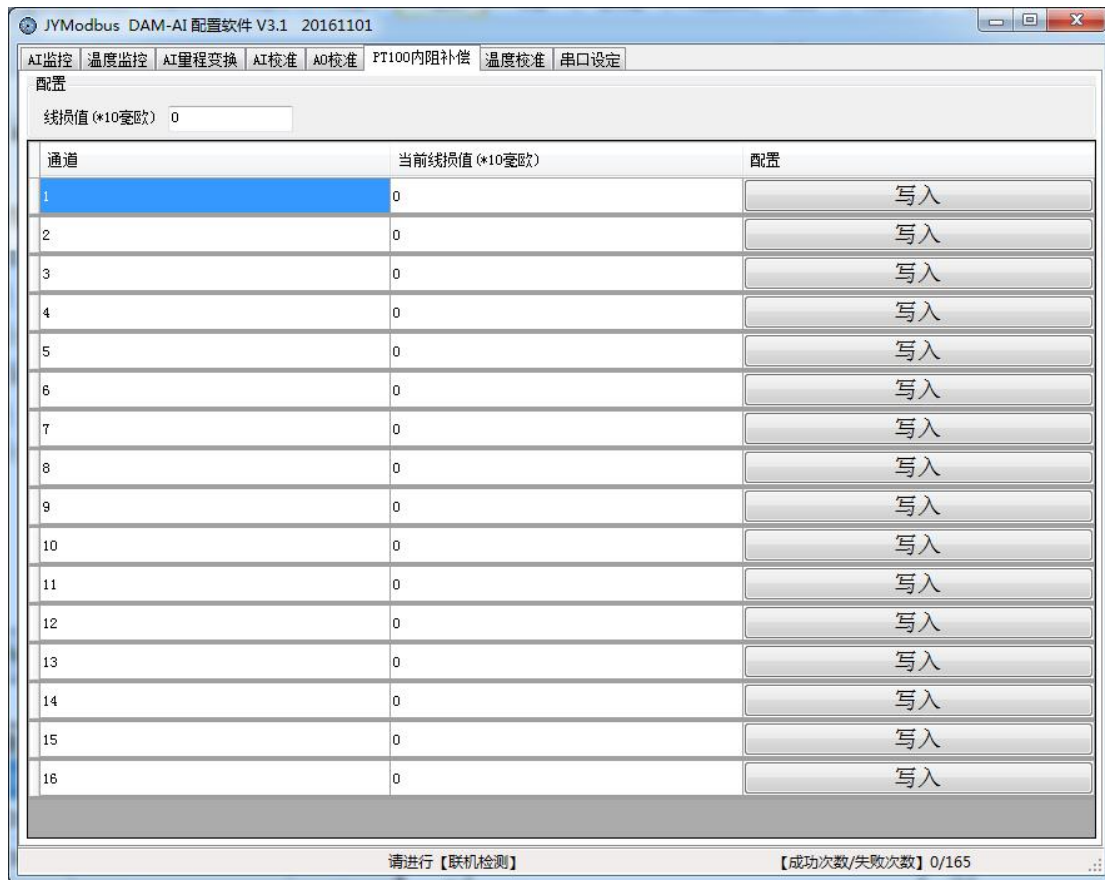 JYModbus DAM-AI 配置软件 V3.1 20161101
AI监控 温度监控 AI量程变换 AI校准 AO校准 PT100内阻补偿 温度校准 串口设定
配置
线损值(*10毫欧) 0
通道 当前线损值(*10毫欧) 配置
1 0 写入
2 0 写入
3 0 写入
4 0 写入
5 0 写入
6 0 写入
7 0 写入
8 0 写入
9 0 写入
10 0 写入
11 0 写入
12 0 写入
13 0 写入
14 0 写入
15 0 写入
16 0 写入
请进行【联机检测】 【成功次数/失败次数】0/165